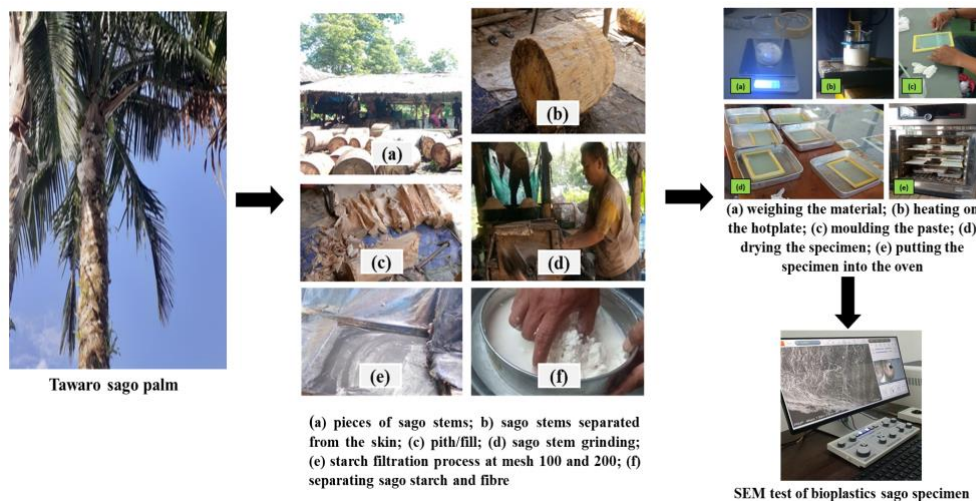 Tawaro sago palm
(a)
(b)
(c)
(d)
(e)
(f)
(a) pieces of sago stems; b) sago stems separated
from the skin; (c) pith/fill; (d) sago stem grinding;
(e) starch filtration process at mesh 100 and 200; (f)
separating sago starch and fibre
(a)
(b)
(c)
(d)
(e)
(a) weighing the material; (b) heating on
the hotplate; (c) moulding the paste; (d)
drying the specimen; (e) putting the
specimen into the oven
SEM test of bioplastics sago specimen